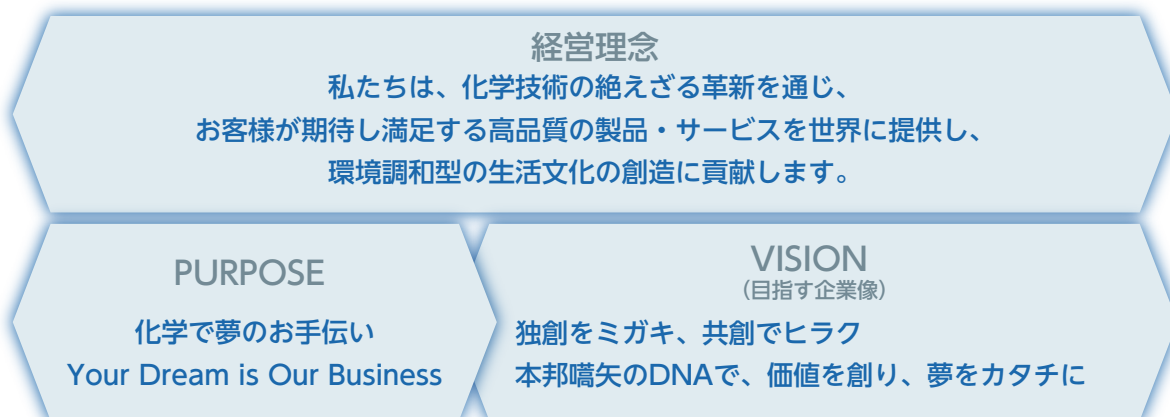 経営理念
私たちは、化学技術の絶えざる革新を通じ、
お客様が期待し満足する高品質の製品・サービスを世界に提供し、
環境調和型の生活文化の創造に貢献します。
PURPOSE
化学で夢のお手伝い
Your Dream is Our Business
VISION
（目指す企業像）
独創をミガキ、共創でヒラク
本邦嚆矢のDNAで、価値を創り、夢をカタチに